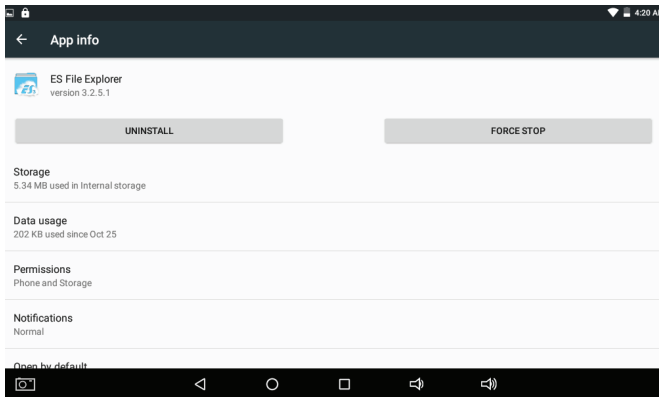 4:20 AM
App info
ES File Explorer
version 3.2.5.1
UNINSTALL
FORCE STOP
Storage
5.34 MB used in Internal storage
Data usage
202 KB used since Oct 25
Permissions
Phone and Storage
Notifications
Normal
Open by default